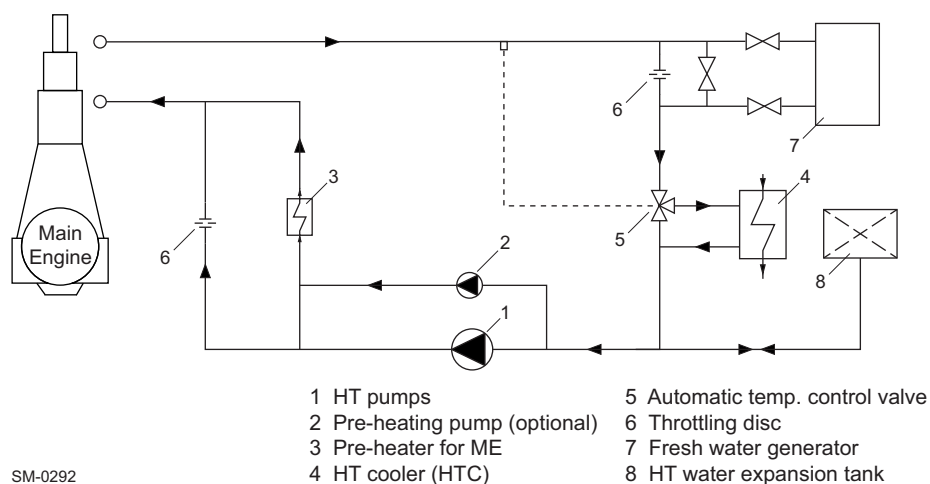 6
7
3
4
5
Main
Engine
6
2
8
1
1 HT pumps
2 Pre-heating pump (optional)
3 Pre-heater for ME
4 HT cooler (HTC)
5 Automatic temp. control valve
6 Throttling disc
7 Fresh water generator
8 HT water expansion tank
SM-0292